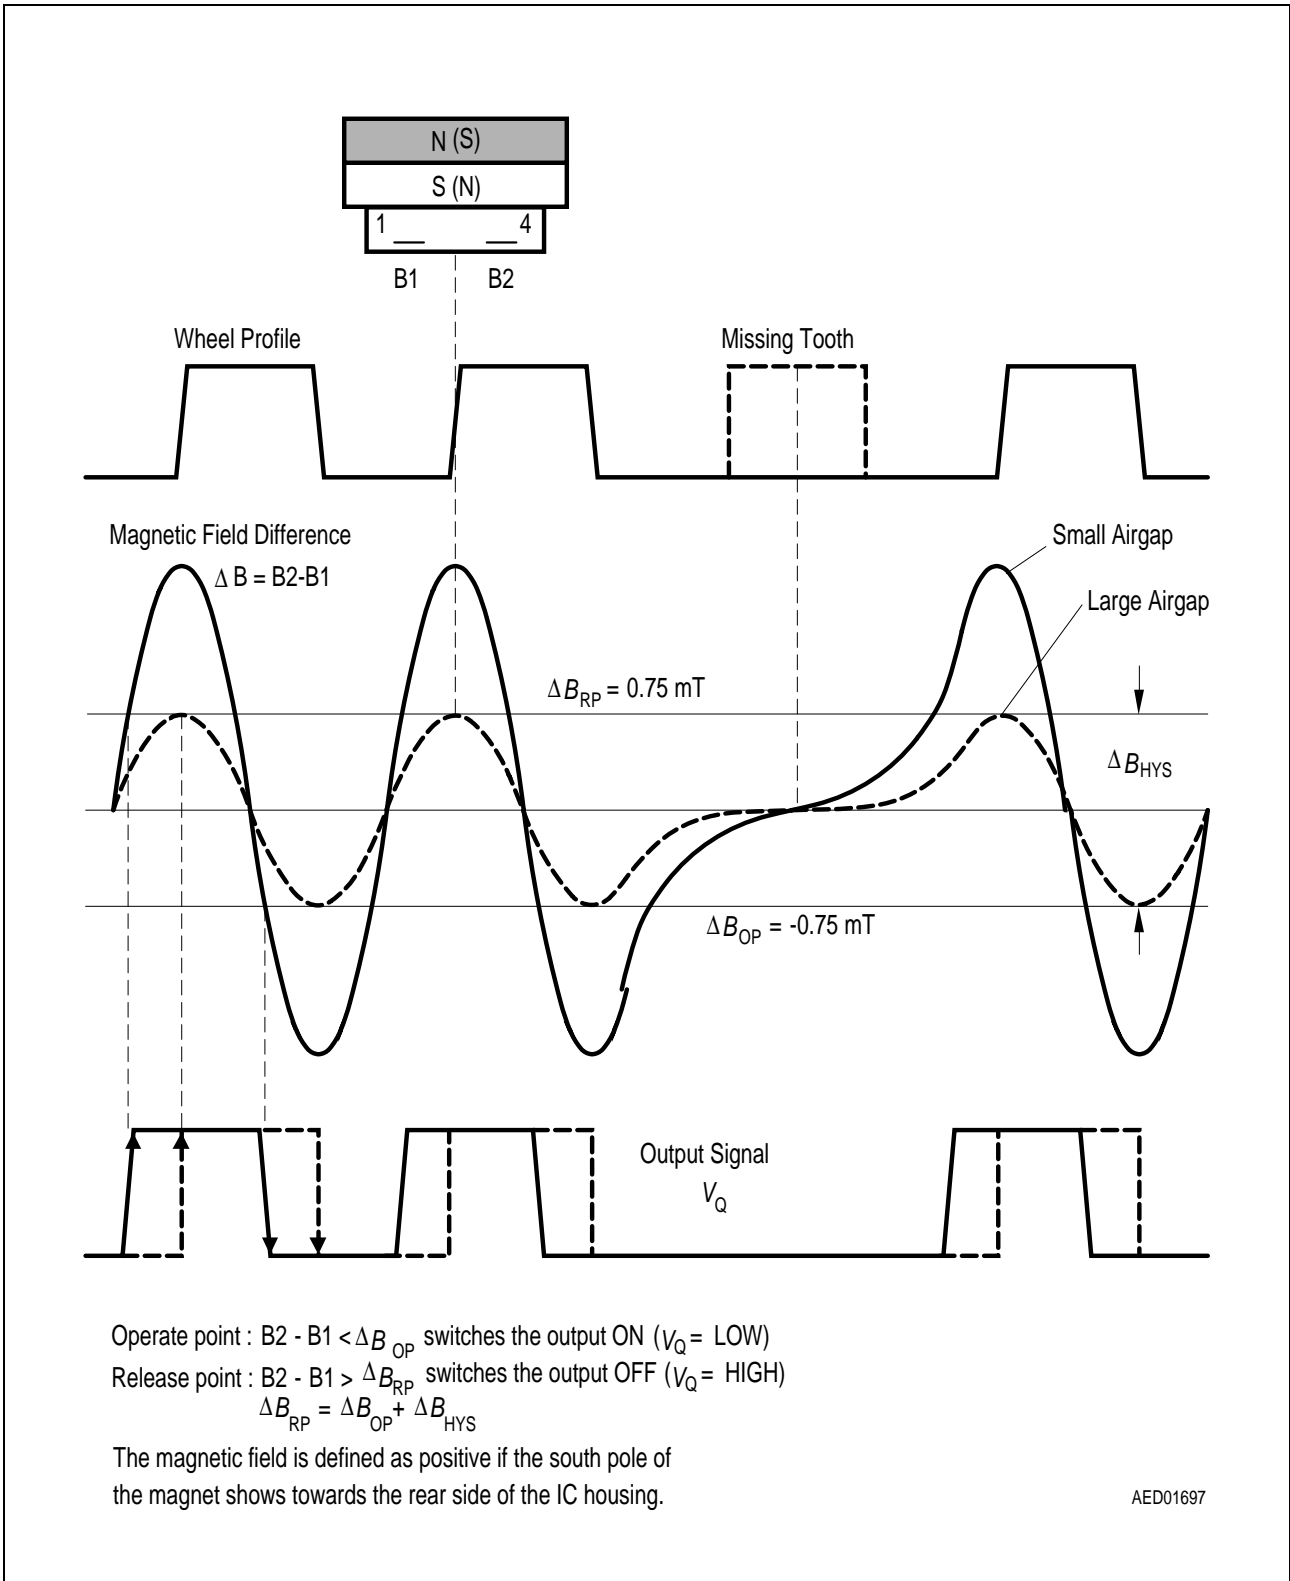 N (S)
S (N)
1 4
B1 B2
Wheel Profile
Missing Tooth
Magnetic Field Difference
Δ B = B2-B1
Small Airgap
Large Airgap
ΔB_RP = 0.75 mT
ΔB_HYS
ΔB_OP = -0.75 mT
Output Signal
V_Q
Operate point : B2 - B1 < ΔB_OP switches the output ON (V_Q = LOW)
Release point : B2 - B1 > ΔB_RP switches the output OFF (V_Q = HIGH)
ΔB_RP = ΔB_OP + ΔB_HYS
The magnetic field is defined as positive if the south pole of
the magnet shows towards the rear side of the IC housing.
AED01697